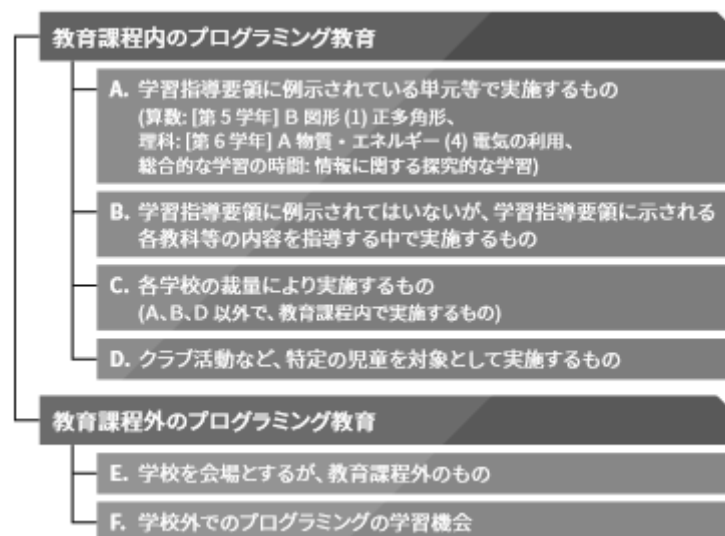 教育課程内のプログラミング教育
A. 学習指導要領に例示されている単元等で実施するもの
(算数: [第 5 学年] B 図形 (1) 正多角形、
理科: [第 6 学年] A 物質・エネルギー (4) 電気の利用、
総合的な学習の時間: 情報に関する探究的な学習)
B. 学習指導要領に例示されてはいないが、学習指導要領に示される
各教科等の内容を指導する中で実施するもの
C. 各学校の裁量により実施するもの
(A、B、D 以外で、教育課程内で実施するもの)
D. クラブ活動など、特定の児童を対象として実施するもの
教育課程外のプログラミング教育
E. 学校を会場とするが、教育課程外のもの
F. 学校外でのプログラミングの学習機会